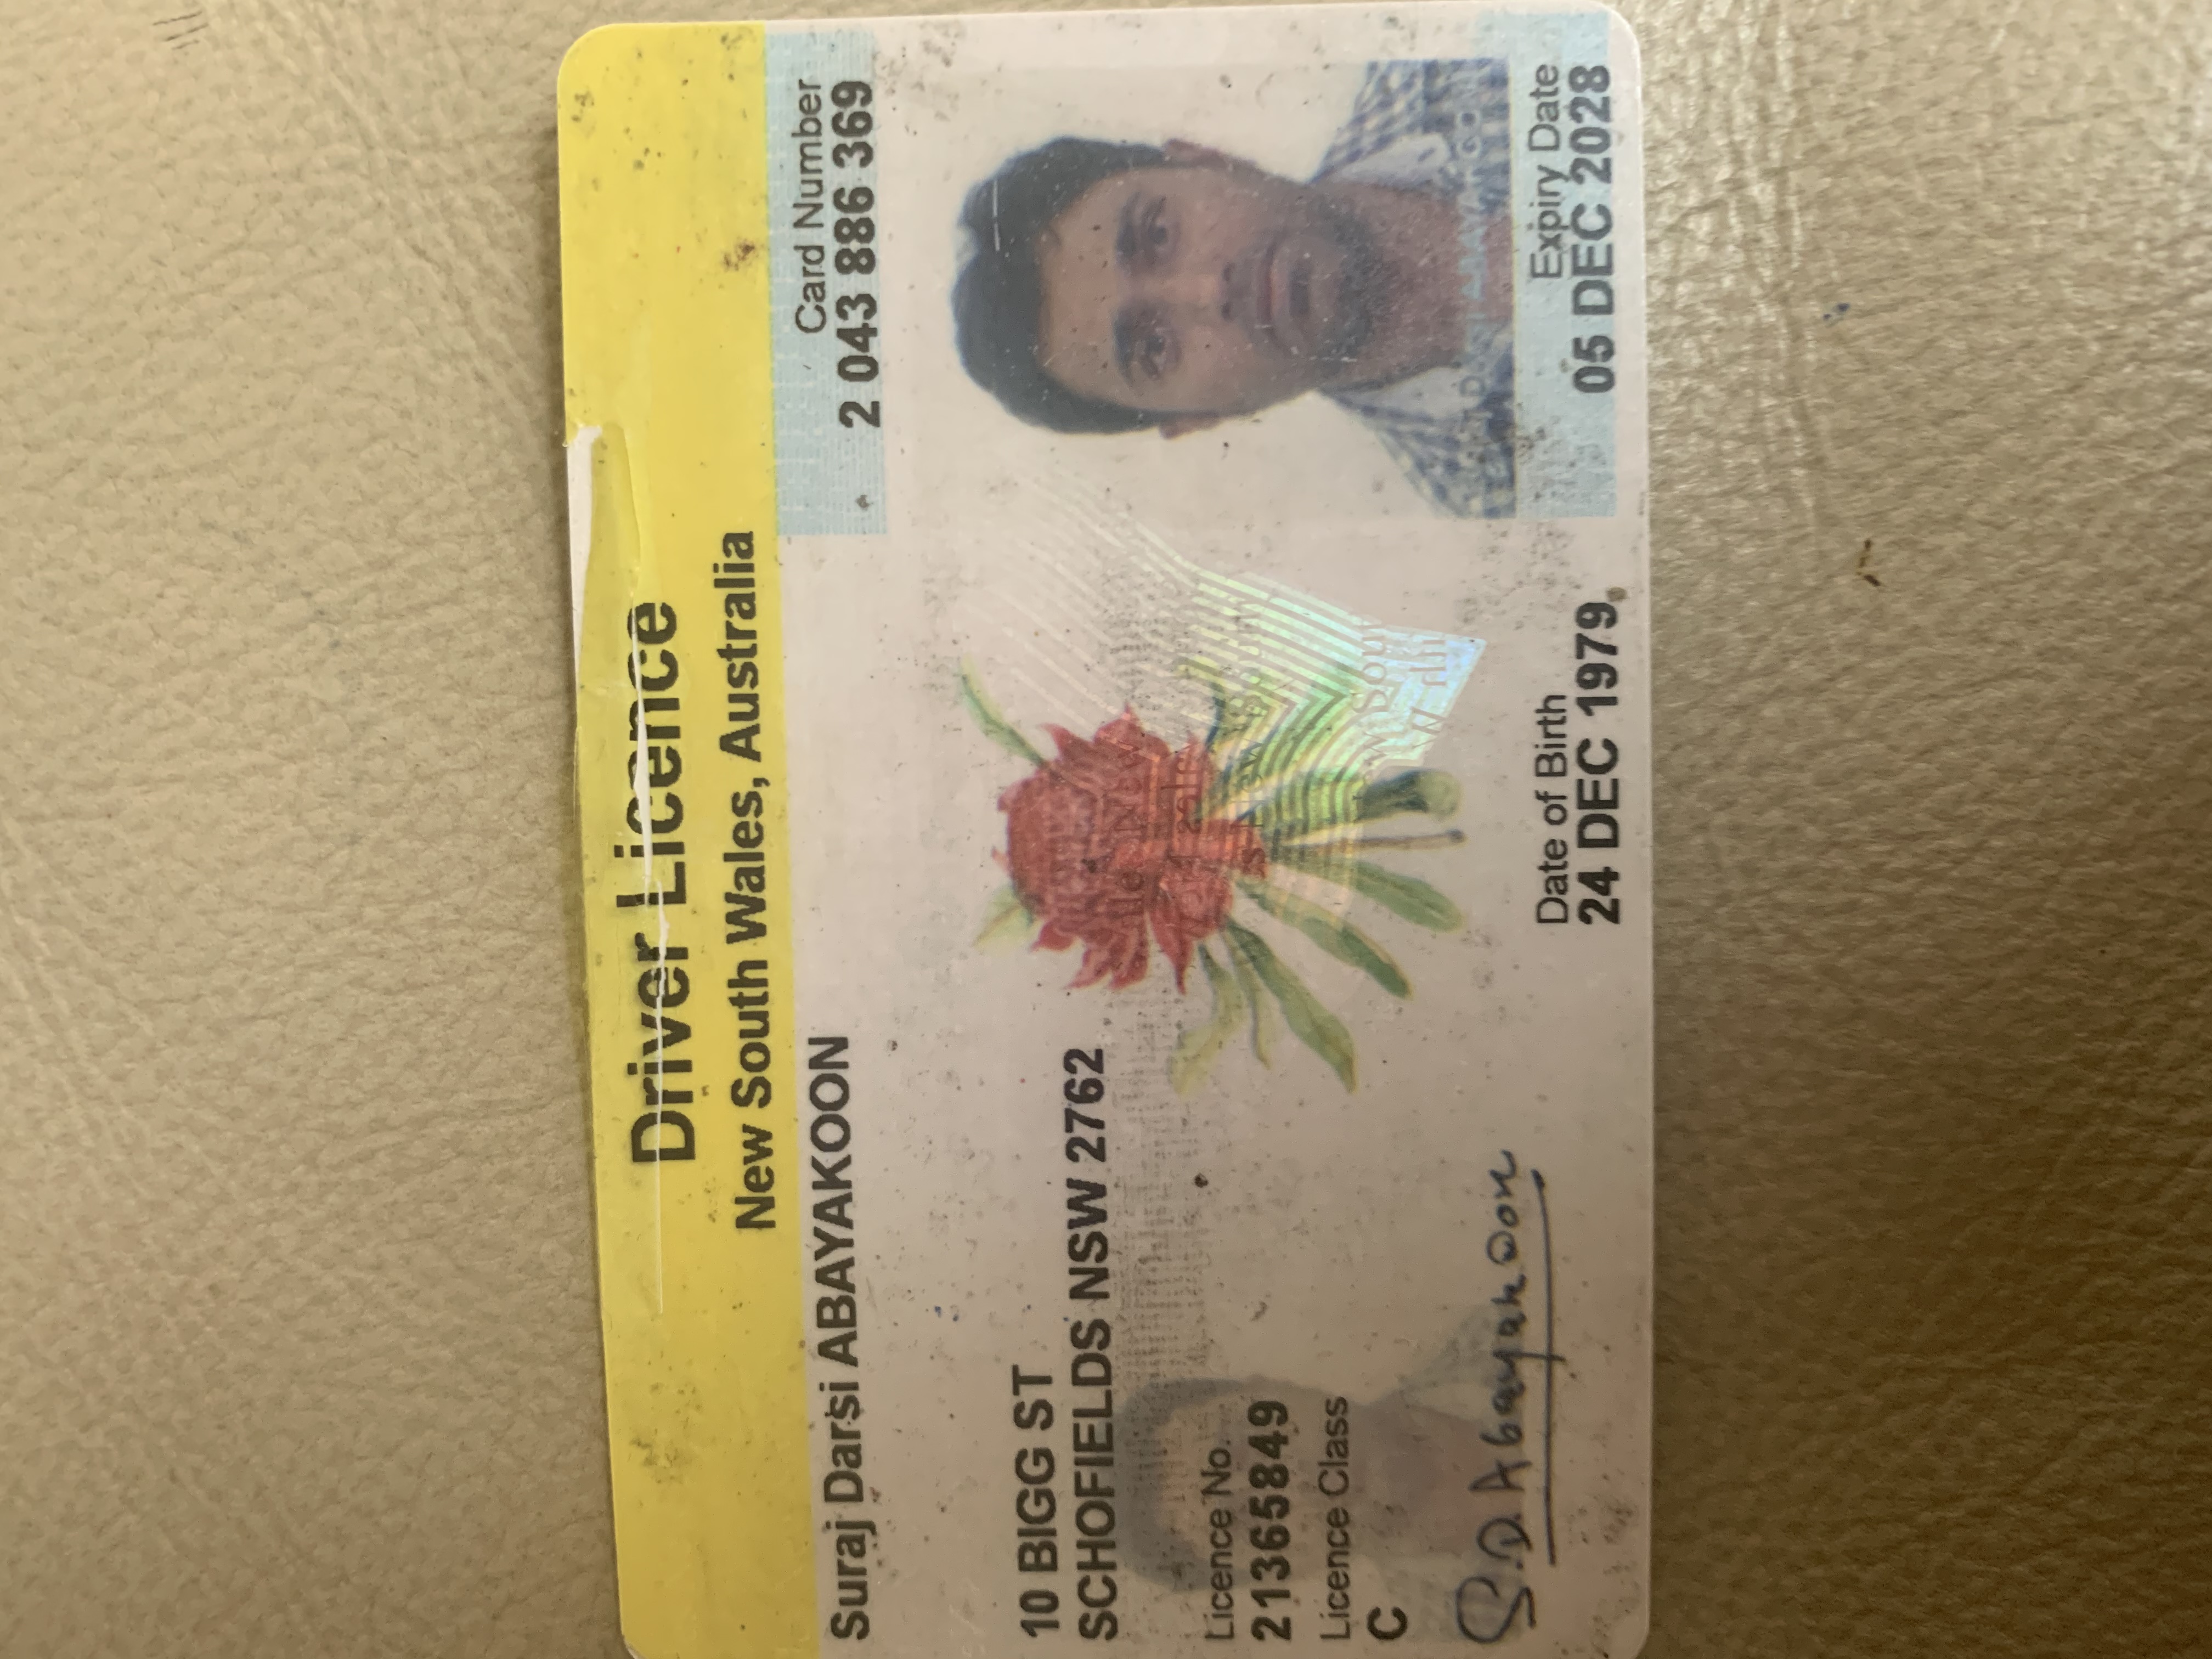 Driver Licence
New South Wales, Australia
Suraj Darsi ABAYAKOON
Card Number
2 043 886 369
10 BIGG ST
SCHOFIELDS NSW 2762
Licence No.
21365849
Licence Class
C
S.D. Abayakoon
Date of Birth
24 DEC 1979
Expiry Date
05 DEC 2028